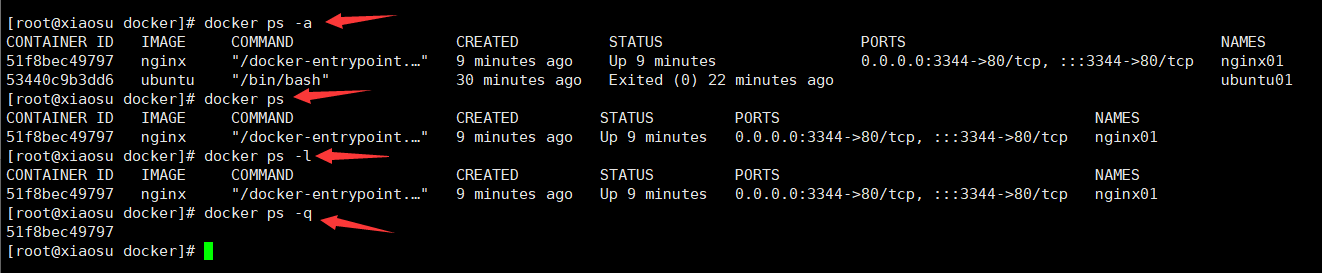 [root@xiaosu docker]# docker ps -a
CONTAINER ID   IMAGE     COMMAND                  CREATED          STATUS                      PORTS                                   NAMES
51f8bec49797   nginx     "/docker-entrypoint.…"   9 minutes ago    Up 9 minutes                0.0.0.0:3344->80/tcp, :::3344->80/tcp   nginx01
53440c9b3dd6   ubuntu    "/bin/bash"              30 minutes ago   Exited (0) 22 minutes ago                                           ubuntu01
[root@xiaosu docker]# docker ps
CONTAINER ID   IMAGE     COMMAND                  CREATED         STATUS         PORTS                                   NAMES
51f8bec49797   nginx     "/docker-entrypoint.…"   9 minutes ago   Up 9 minutes   0.0.0.0:3344->80/tcp, :::3344->80/tcp   nginx01
[root@xiaosu docker]# docker ps -l
CONTAINER ID   IMAGE     COMMAND                  CREATED         STATUS         PORTS                                   NAMES
51f8bec49797   nginx     "/docker-entrypoint.…"   9 minutes ago   Up 9 minutes   0.0.0.0:3344->80/tcp, :::3344->80/tcp   nginx01
[root@xiaosu docker]# docker ps -q
51f8bec49797
[root@xiaosu docker]#